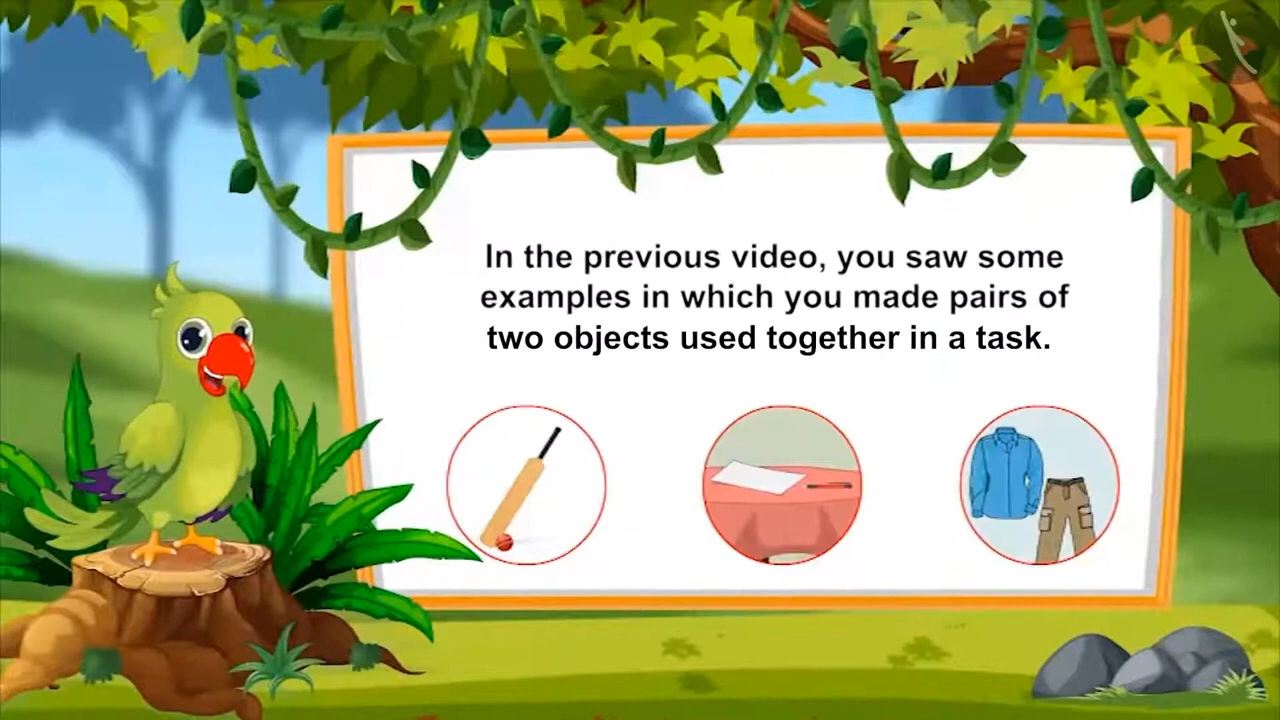 In the previous video, you saw some
examples in which you made pairs of
two objects used together in a task.